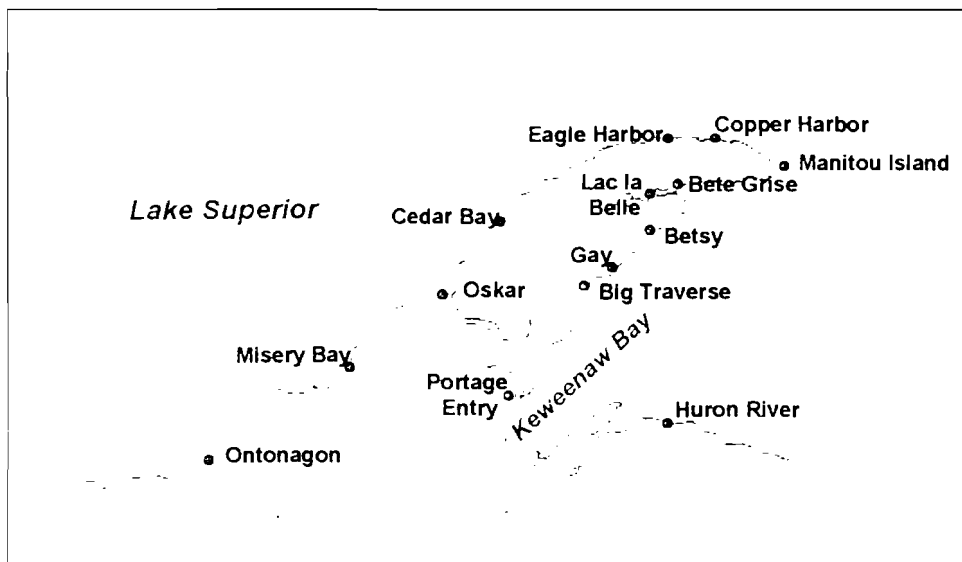 Eagle Harbor
Copper Harbor
Manitou Island
Lac la
Belle
Bete Grise
Lake Superior
Cedar Bay
Betsy
Gay
Big Traverse
Oskar
Keweenaw Bay
Misery Bay
Portage
Entry
Huron River
Ontonagon